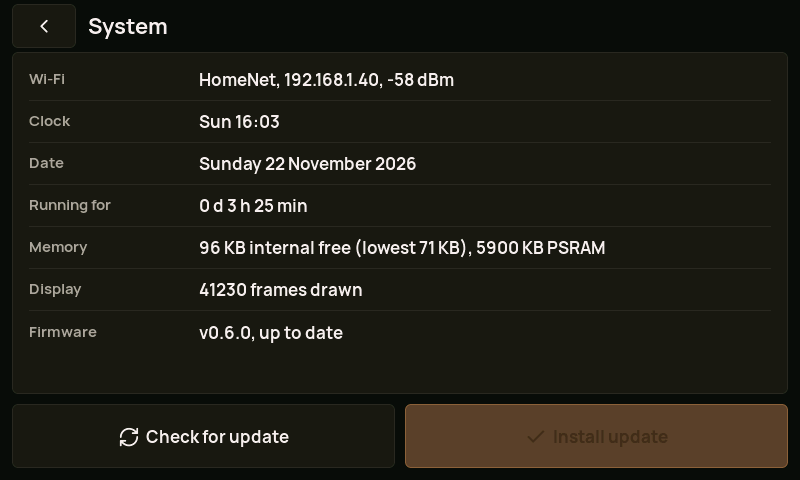 System
Wi-Fi HomeNet, 192.168.1.40, -58 dBm
Clock Sun 16:03
Date Sunday 22 November 2026
Running for 0 d 3 h 25 min
Memory 96 KB internal free (lowest 71 KB), 5900 KB PSRAM
Display 41230 frames drawn
Firmware v0.6.0, up to date
Check for update Install update